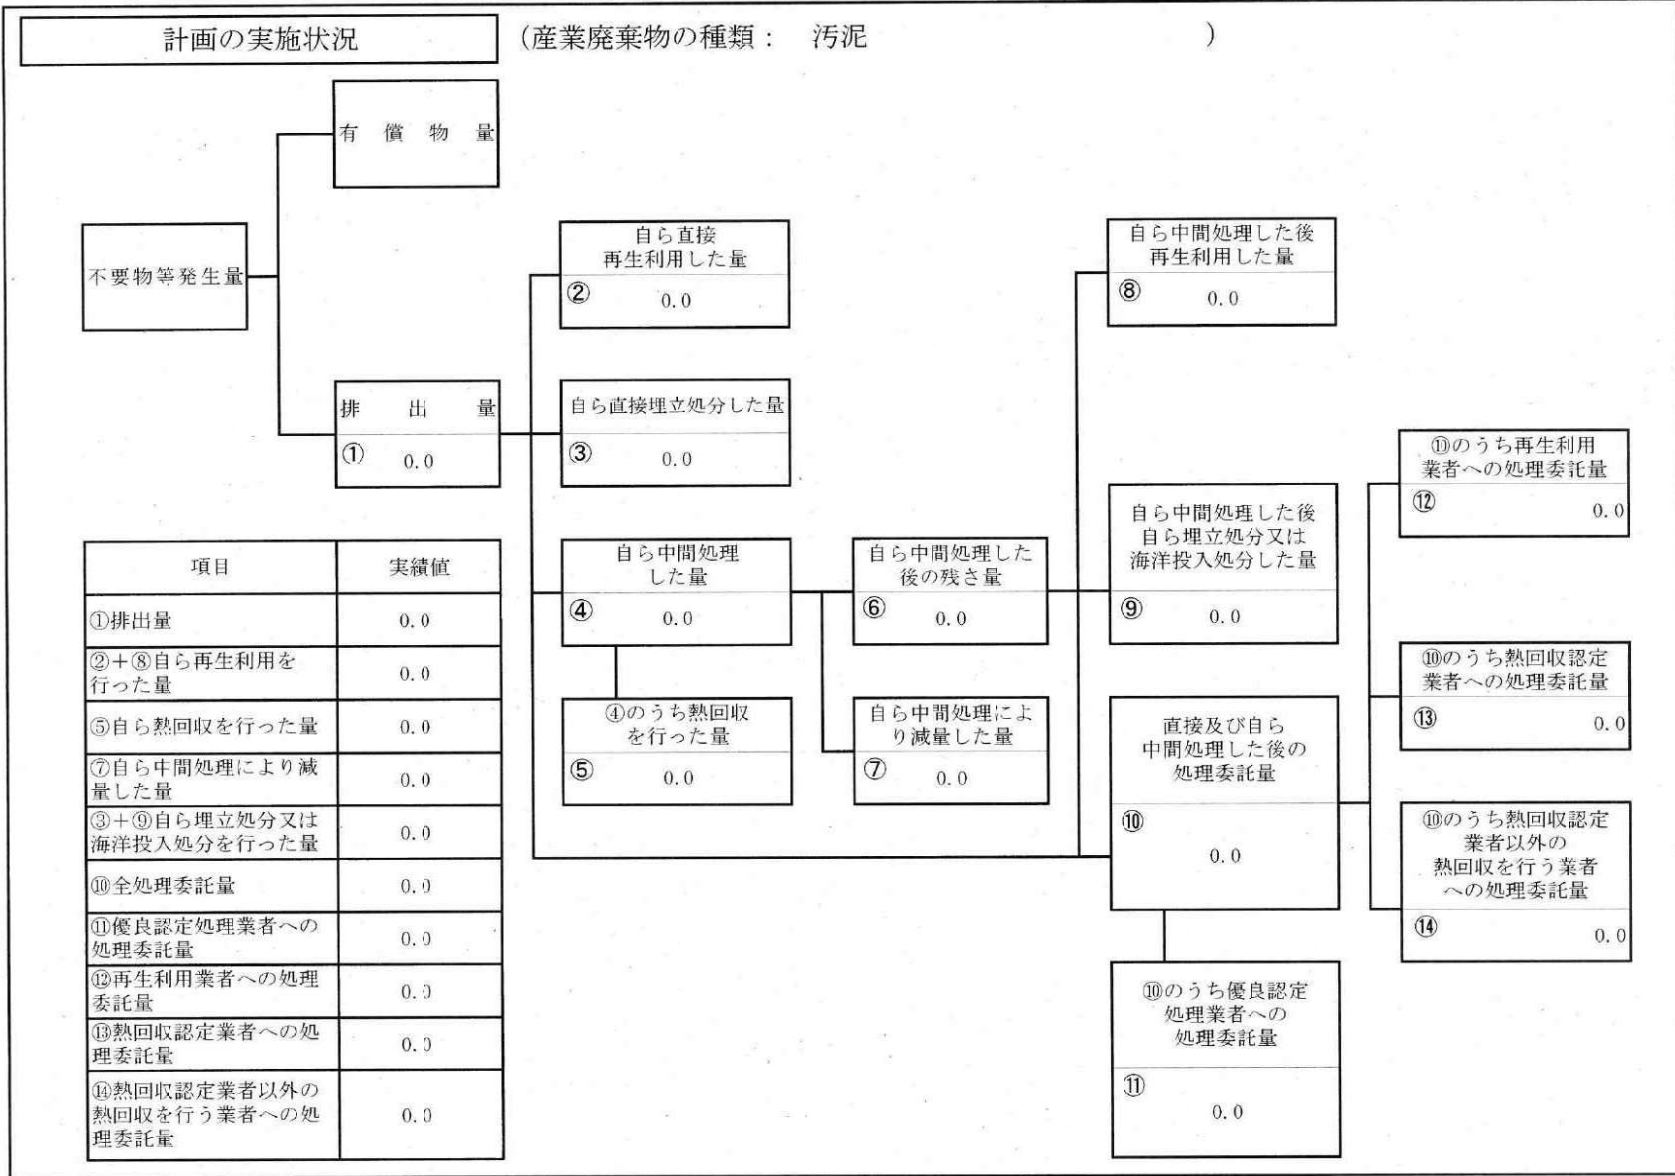 計画の実施状況
（産業廃棄物の種類： 汚泥 ）
有償物量
不要物等発生量
排出量
① 0.0
自ら直接
再生利用した量
② 0.0
自ら直接埋立処分した量
③ 0.0
自ら中間処理
した量
④ 0.0
④のうち熱回収
を行った量
⑤ 0.0
自ら中間処理した
後の残さ量
⑥ 0.0
自ら中間処理によ
り減量した量
⑦ 0.0
自ら中間処理した後
再生利用した量
⑧ 0.0
自ら中間処理した後
自ら埋立処分又は
海洋投入処分した量
⑨ 0.0
直接及び自ら
中間処理した後の
処理委託量
⑩ 0.0
⑩のうち優良認定
処理業者への
処理委託量
⑪ 0.0
⑩のうち再生利用
業者への処理委託量
⑫ 0.0
⑩のうち熱回収認定
業者への処理委託量
⑬ 0.0
⑩のうち熱回収認定
業者以外の
熱回収を行う業者
への処理委託量
⑭ 0.0
項目 実績値
①排出量 0.0
②＋⑧自ら再生利用を
行った量 0.0
⑤自ら熱回収を行った量 0.0
⑦自ら中間処理により減
量した量 0.0
③＋⑨自ら埋立処分又は
海洋投入処分を行った量 0.0
⑩全処理委託量 0.0
⑪優良認定処理業者への
処理委託量 0.0
⑫再生利用業者への処理
委託量 0.0
⑬熱回収認定業者への処
理委託量 0.0
⑭熱回収認定業者以外の
熱回収を行う業者への処
理委託量 0.0